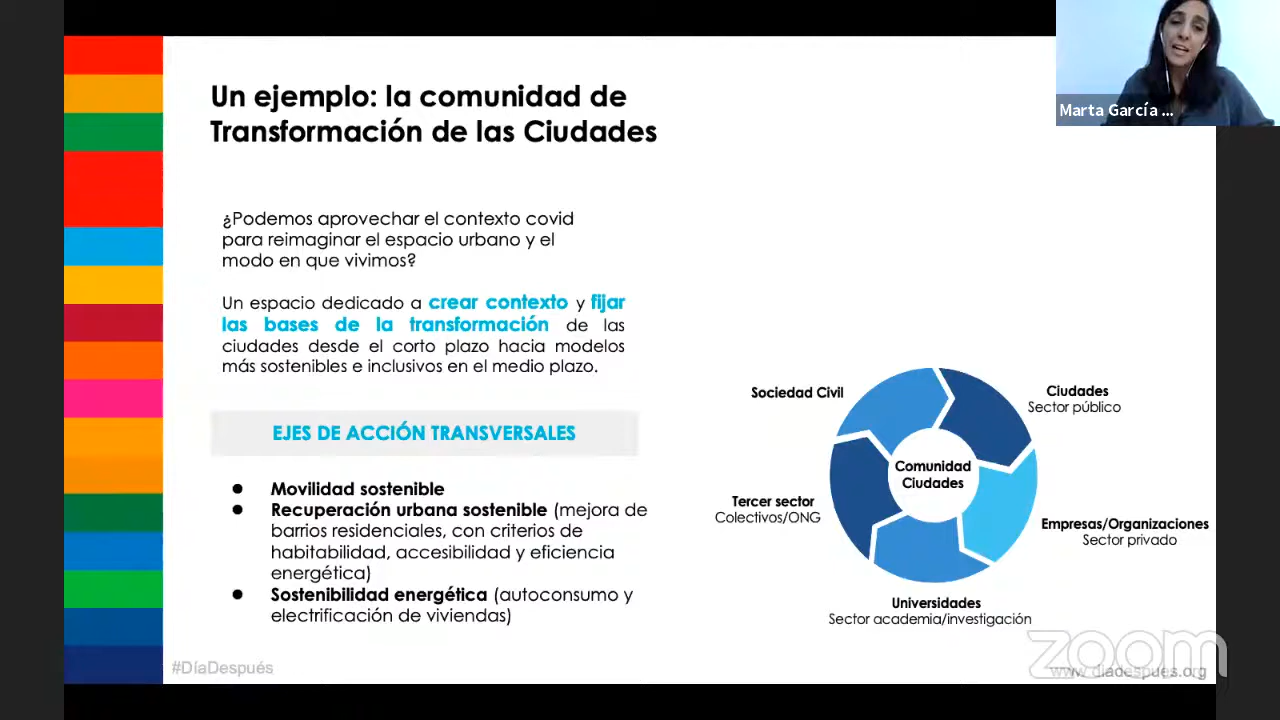 Un ejemplo: la comunidad de
Transformación de las Ciudades
Marta García ...
¿Podemos aprovechar el contexto covid
para reimaginar el espacio urbano y el
modo en que vivimos?
Un espacio dedicado a crear contexto y fijar
las bases de la transformación de las
ciudades desde el corto plazo hacia modelos
más sostenibles e inclusivos en el medio plazo.
EJES DE ACCIÓN TRANSVERSALES
● Movilidad sostenible
● Recuperación urbana sostenible (mejora de
barrios residenciales, con criterios de
habitabilidad, accesibilidad y eficiencia
energética)
● Sostenibilidad energética (autoconsumo y
electrificación de viviendas)
Sociedad Civil
Ciudades
Sector público
Comunidad
Ciudades
Tercer sector
Colectivos/ONG
Empresas/Organizaciones
Sector privado
Universidades
Sector academia/investigación
#DíaDespués
zoom
www.diadespues.org